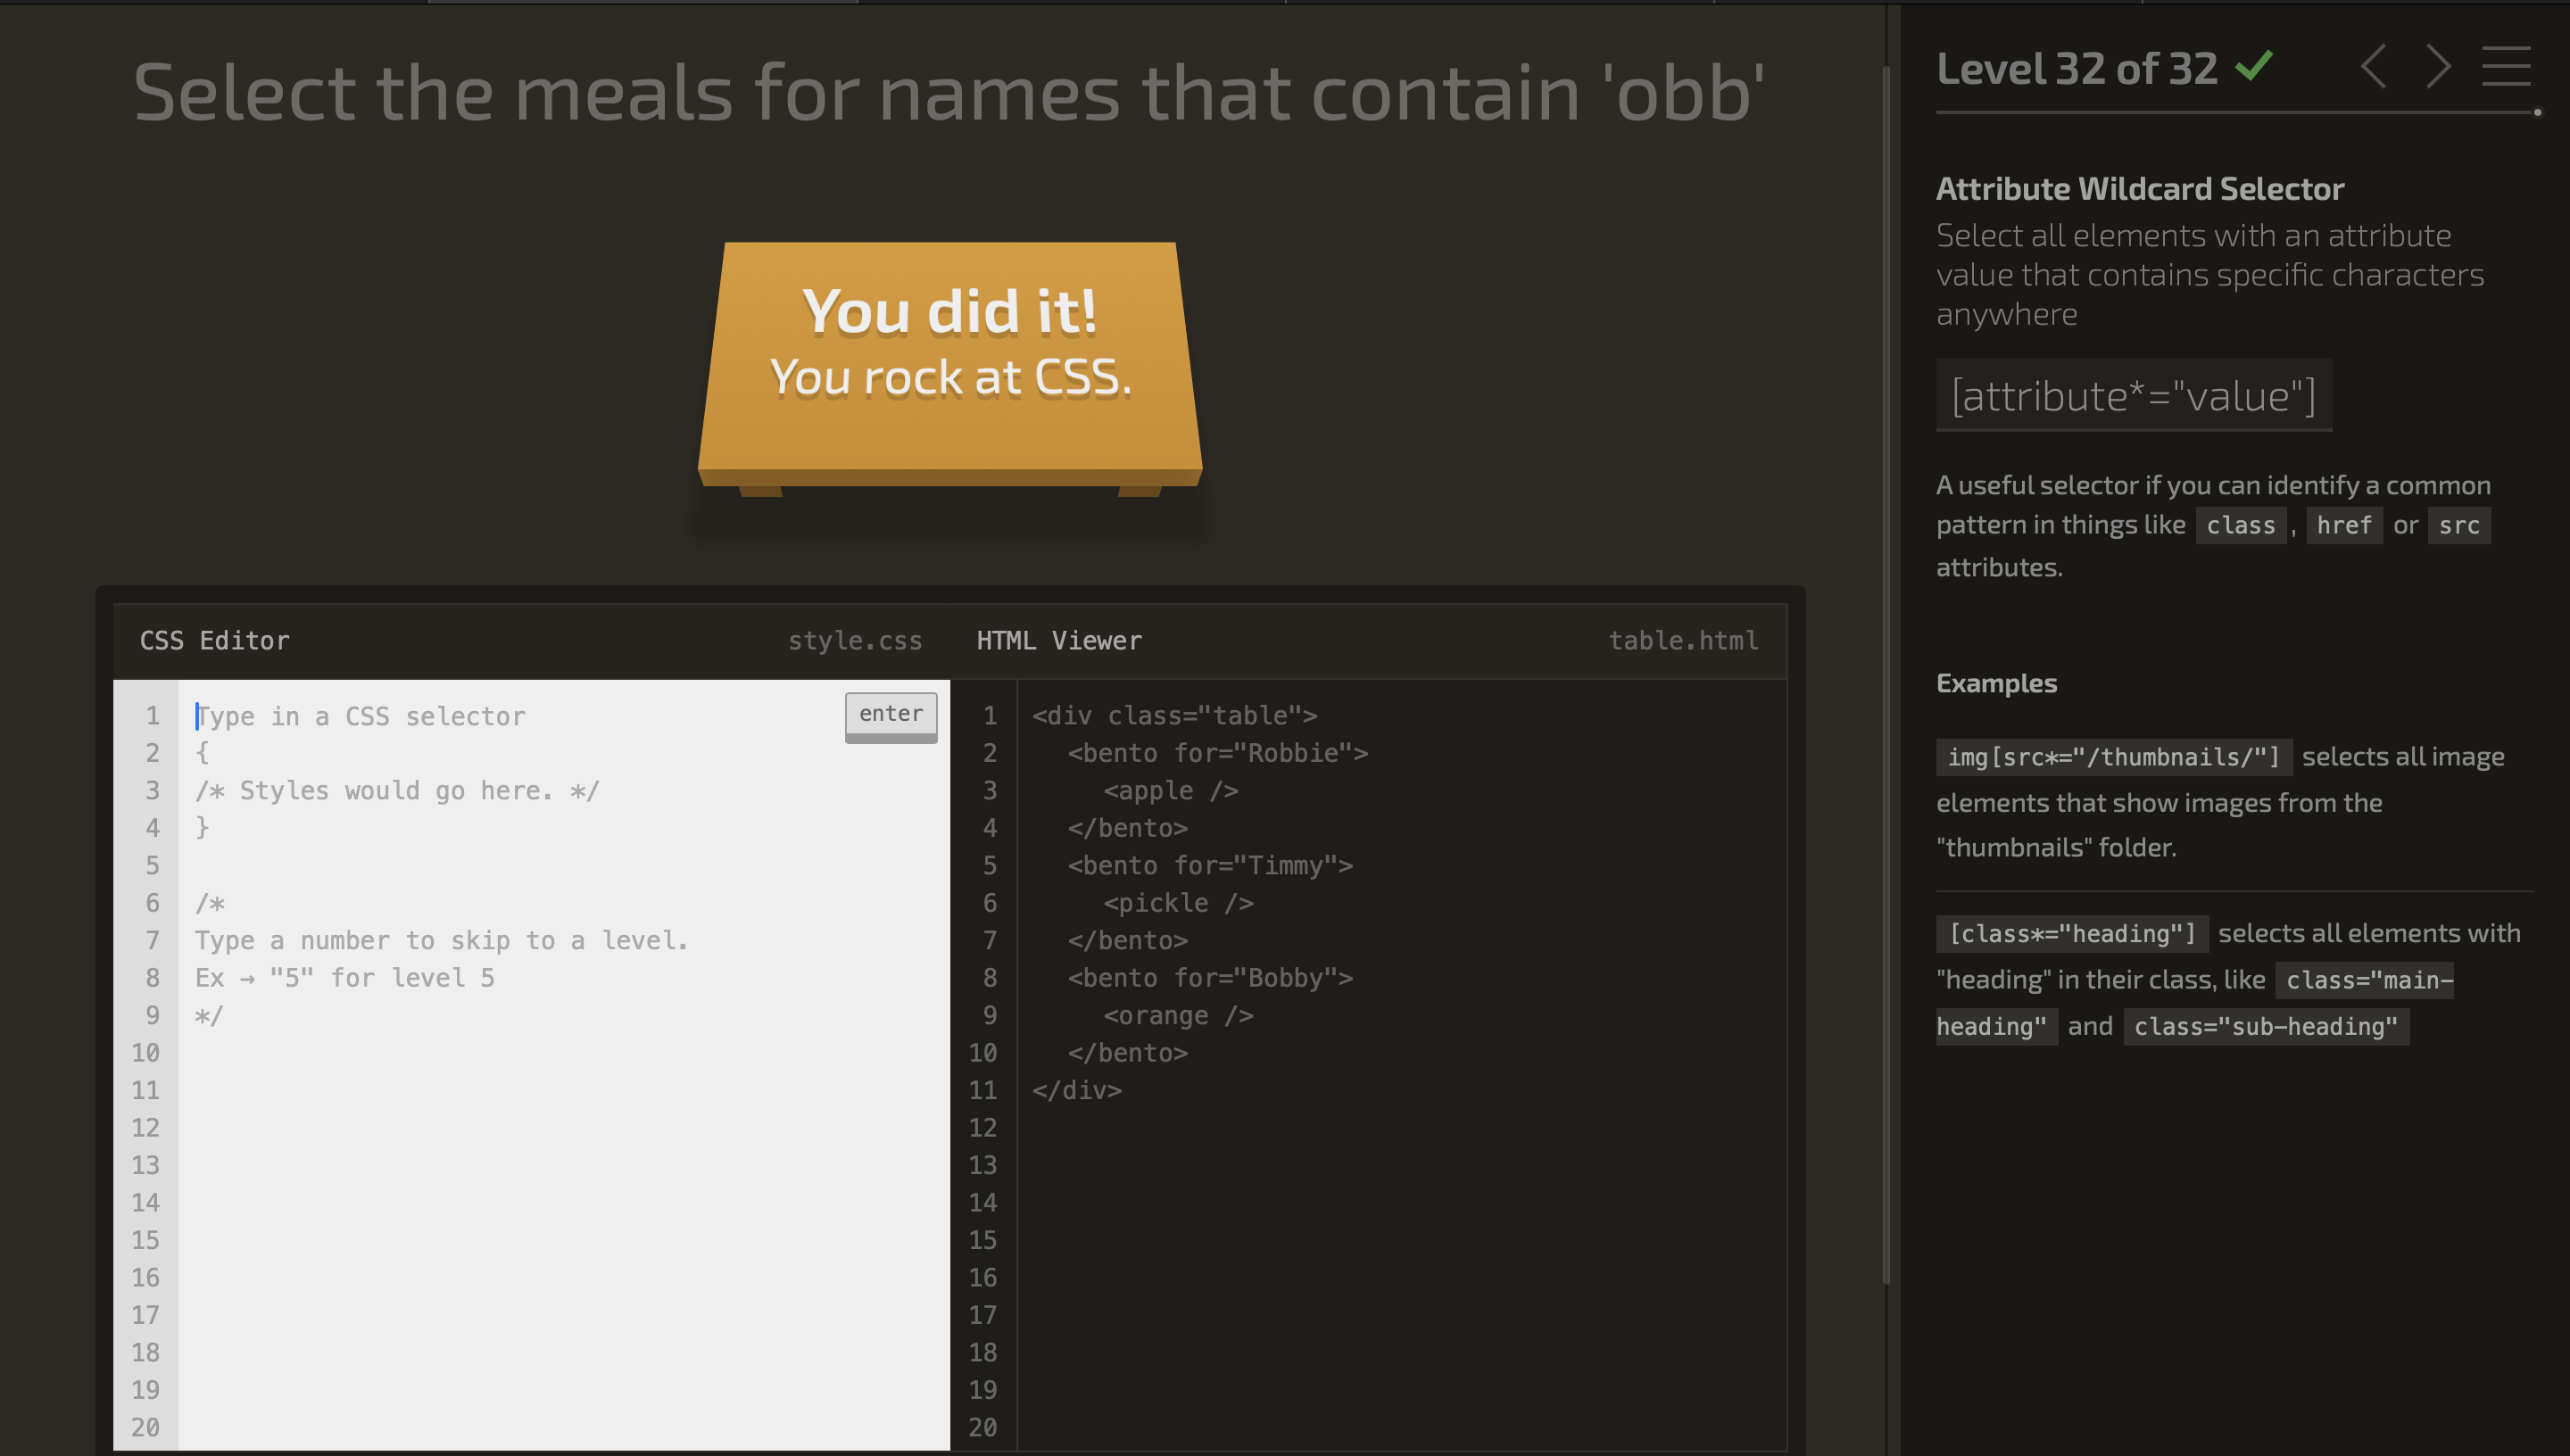 Select the meals for names that contain 'obb'
You did it!
You rock at CSS.
CSS Editor
style.css
1 Type in a CSS selector
enter
2 {
3 /* Styles would go here. */
4 }
5
6 /*
7 Type a number to skip to a level.
8 Ex → "5" for level 5
9 */
10
11
12
13
14
15
16
17
18
19
20
HTML Viewer
table.html
1 <div class="table">
2 <bento for="Robbie">
3 <apple />
4 </bento>
5 <bento for="Timmy">
6 <pickle />
7 </bento>
8 <bento for="Bobby">
9 <orange />
10 </bento>
11 </div>
12
13
14
15
16
17
18
19
20
Level 32 of 32
Attribute Wildcard Selector
Select all elements with an attribute
value that contains specific characters
anywhere
[attribute*="value"]
A useful selector if you can identify a common
pattern in things like class , href or src
attributes.
Examples
img[src*="/thumbnails/"] selects all image
elements that show images from the
"thumbnails" folder.
[class*="heading"] selects all elements with
"heading" in their class, like class="main-
heading" and class="sub-heading"